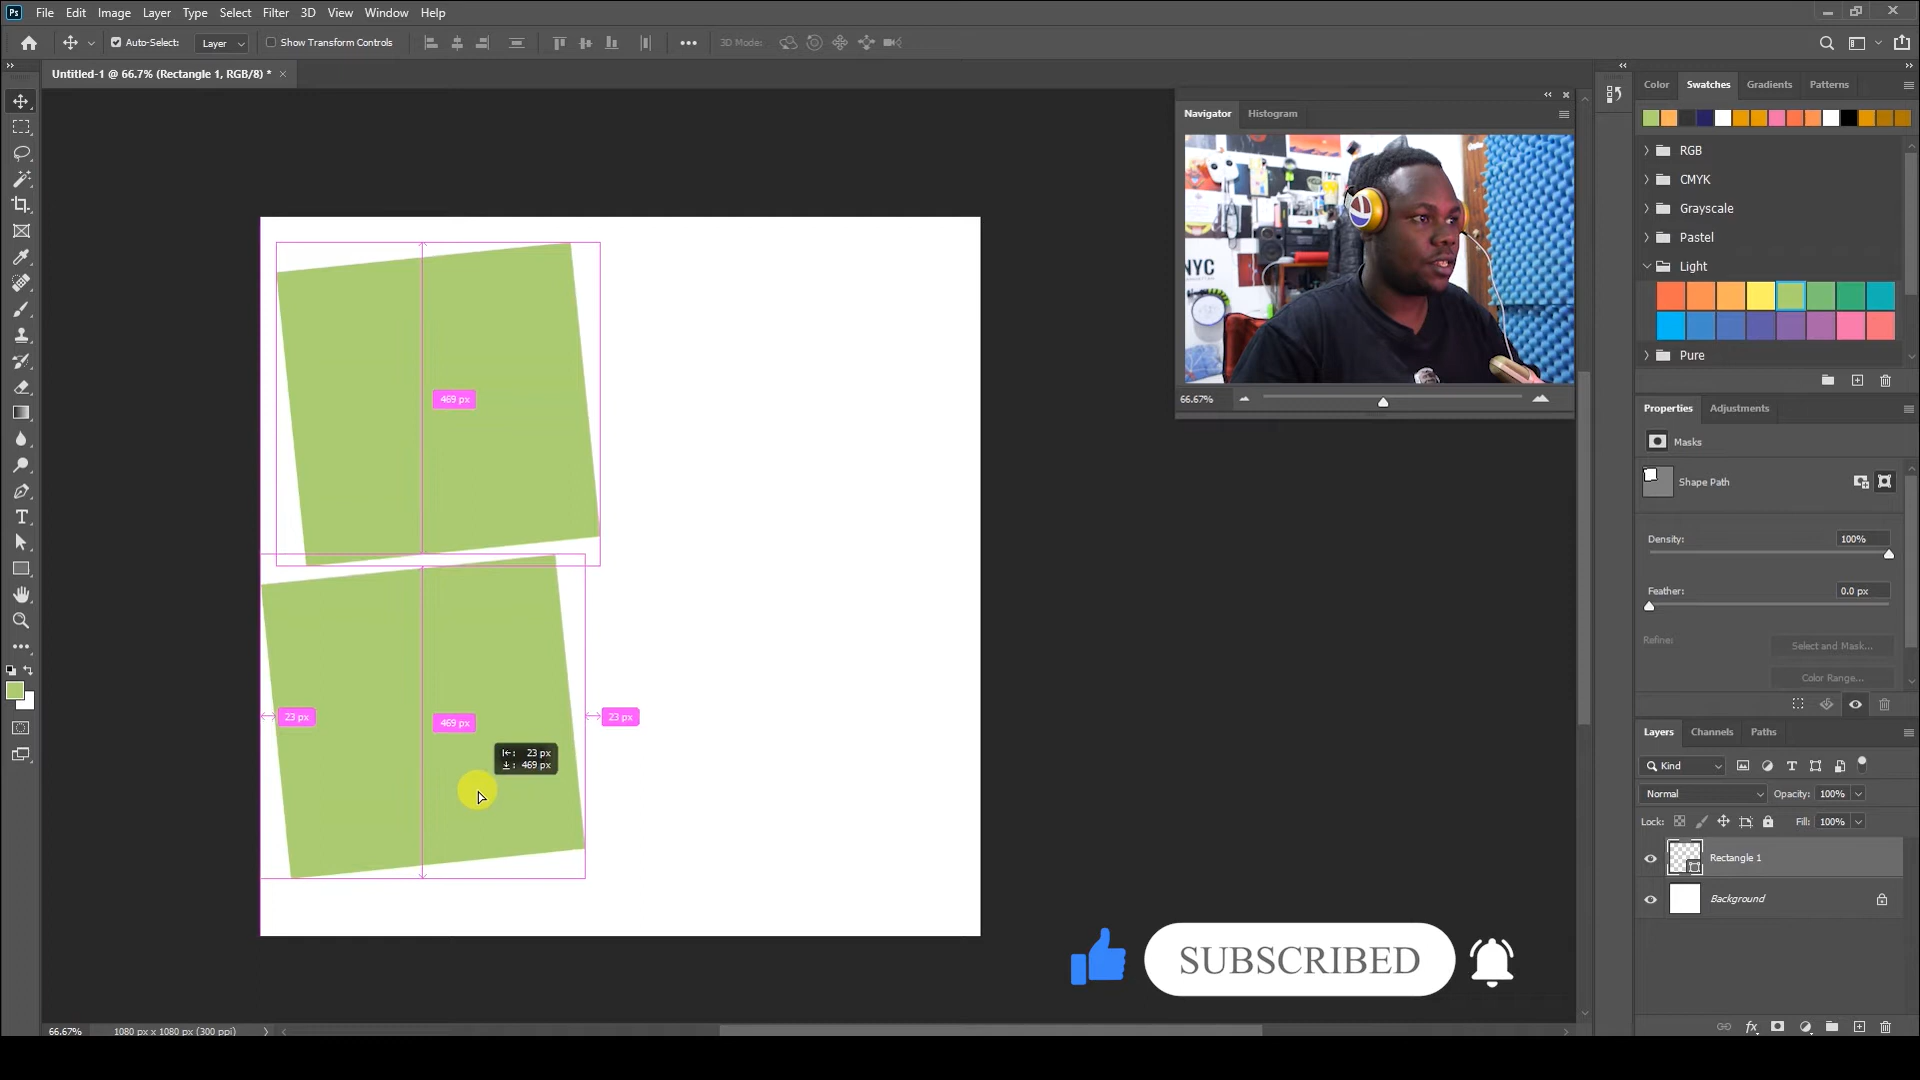 Ps File Edit Image Layer Type Select Filter 3D View Window Help
Auto-Select: Layer Show Transform Controls 3D Mode:
Untitled-1 @ 66.7% (Rectangle 1, RGB/8) *
Navigator Histogram
NYC
66.67%
469 px
23 px
469 px
23 px
23 px
469 px
SUBSCRIBED
66.67% 1080 px x 1080 px (300 ppi)
Color Swatches Gradients Patterns
RGB
CMYK
Grayscale
Pastel
Light
Pure
Properties Adjustments
Masks
Shape Path
Density: 100%
Feather: 0.0 px
Refine: Select and Mask...
Color Range...
Layers Channels Paths
Kind
Normal Opacity: 100%
Lock: Fill: 100%
Rectangle 1
Background
fx